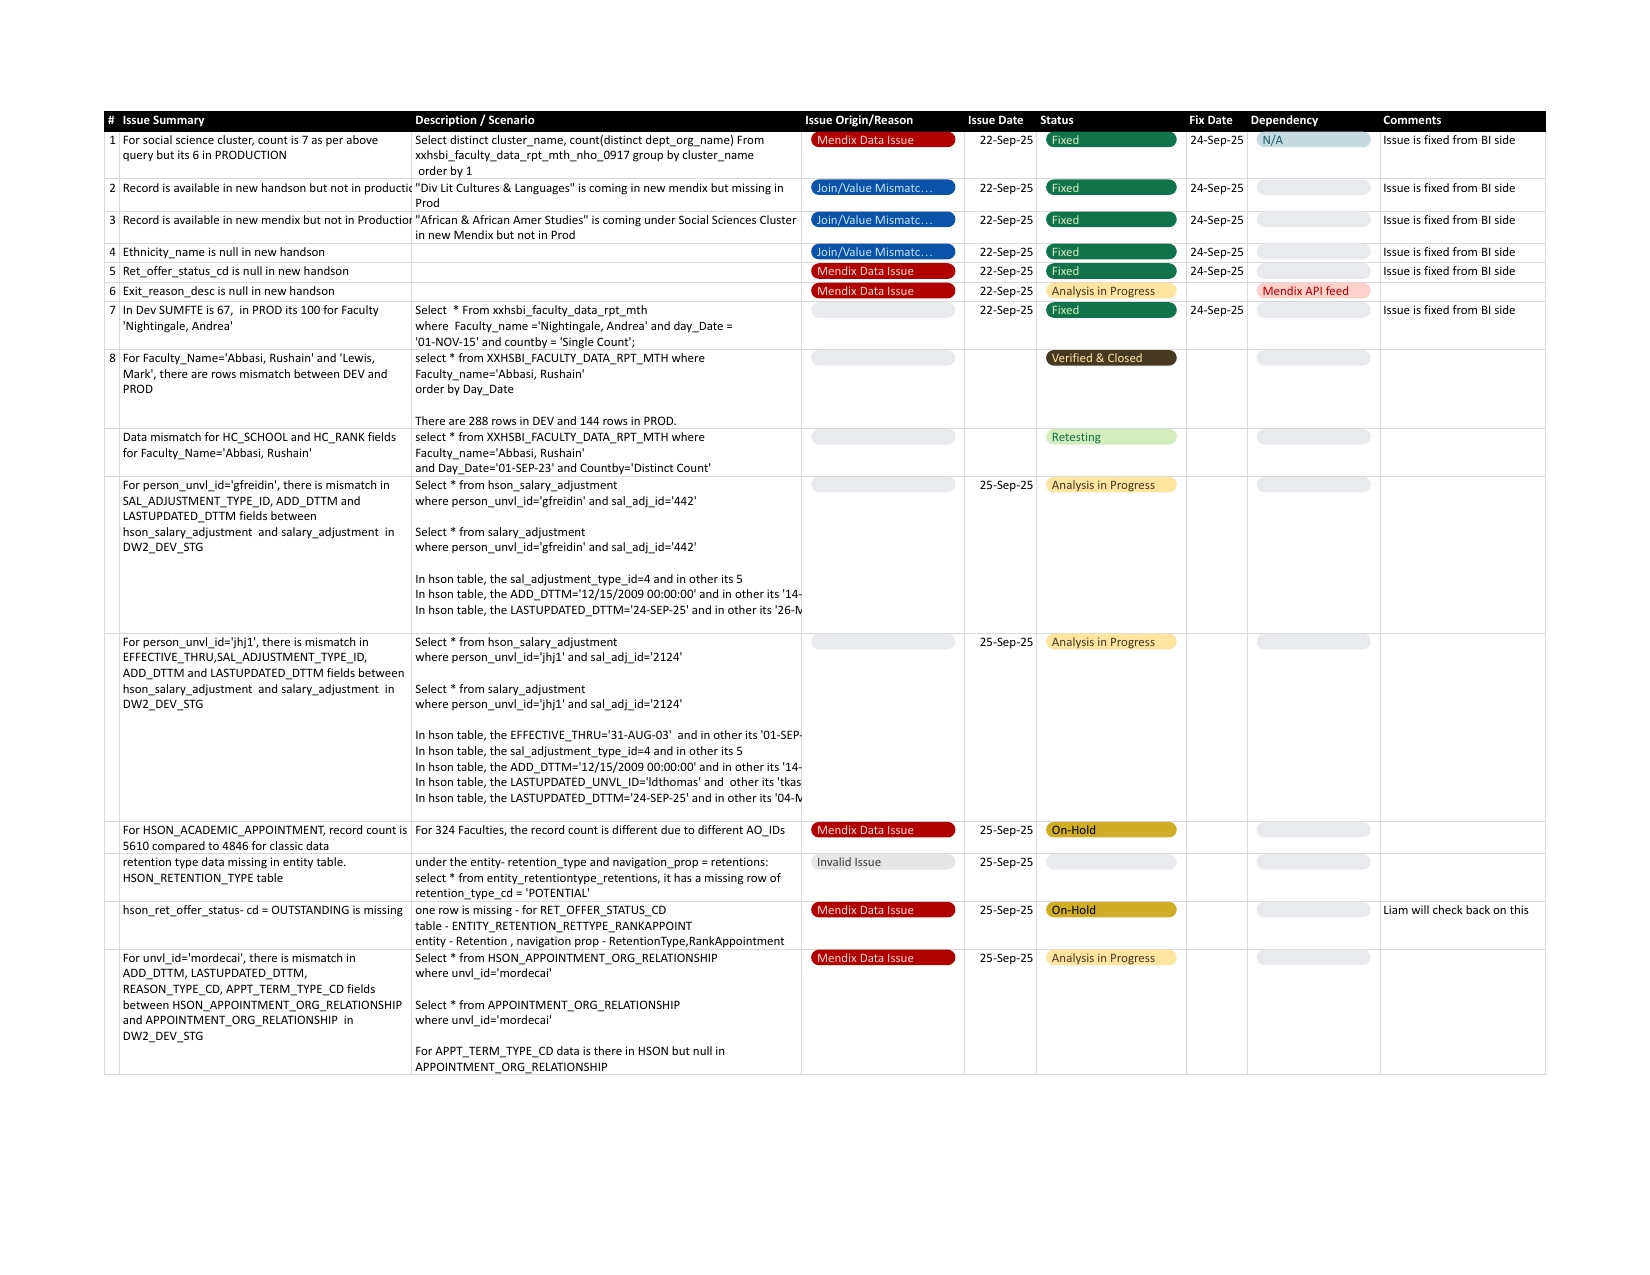 # Issue Summary Description / Scenario Issue Origin/Reason Issue Date Status Fix Date Dependency Comments
1 For social science cluster, count is 7 as per above Select distinct cluster_name, count(distinct dept_org_name) From Mendix Data Issue 22-Sep-25 Fixed 24-Sep-25 N/A Issue is fixed from BI side
query but its 6 in PRODUCTION xxhsbi_faculty_data_rpt_mth_nho_0917 group by cluster_name
order by 1
2 Record is available in new handson but not in productic "Div Lit Cultures & Languages" is coming in new mendix but missing in Join/Value Mismatc... 22-Sep-25 Fixed 24-Sep-25 Issue is fixed from BI side
Prod
3 Record is available in new mendix but not in Production "African & African Amer Studies" is coming under Social Sciences Cluster Join/Value Mismatc... 22-Sep-25 Fixed 24-Sep-25 Issue is fixed from BI side
in new Mendix but not in Prod
4 Ethnicity_name is null in new handson Join/Value Mismatc... 22-Sep-25 Fixed 24-Sep-25 Issue is fixed from BI side
5 Ret_offer_status_cd is null in new handson Mendix Data Issue 22-Sep-25 Fixed 24-Sep-25 Issue is fixed from BI side
6 Exit_reason_desc is null in new handson Mendix Data Issue 22-Sep-25 Analysis in Progress Mendix API feed
7 In Dev SUMFTE is 67, in PROD its 100 for Faculty Select * From xxhsbi_faculty_data_rpt_mth 22-Sep-25 Fixed 24-Sep-25 Issue is fixed from BI side
'Nightingale, Andrea' where Faculty_name ='Nightingale, Andrea' and day_Date =
'01-NOV-15' and countby = 'Single Count';
8 For Faculty_Name='Abbasi, Rushain' and 'Lewis, select * from XXHSBI_FACULTY_DATA_RPT_MTH where Verified & Closed
Mark', there are rows mismatch between DEV and Faculty_name='Abbasi, Rushain'
PROD order by Day_Date
There are 288 rows in DEV and 144 rows in PROD.
Data mismatch for HC_SCHOOL and HC_RANK fields select * from XXHSBI_FACULTY_DATA_RPT_MTH where Retesting
for Faculty_Name='Abbasi, Rushain' Faculty_name='Abbasi, Rushain'
and Day_Date='01-SEP-23' and Countby='Distinct Count'
For person_unvl_id='gfreidin', there is mismatch in Select * from hson_salary_adjustment 25-Sep-25 Analysis in Progress
SAL_ADJUSTMENT_TYPE_ID, ADD_DTTM and where person_unvl_id='gfreidin' and sal_adj_id='442'
LASTUPDATED_DTTM fields between
hson_salary_adjustment and salary_adjustment in Select * from salary_adjustment
DW2_DEV_STG where person_unvl_id='gfreidin' and sal_adj_id='442'
In hson table, the sal_adjustment_type_id=4 and in other its 5
In hson table, the ADD_DTTM='12/15/2009 00:00:00' and in other its '14-
In hson table, the LASTUPDATED_DTTM='24-SEP-25' and in other its '26-M
For person_unvl_id='jhj1', there is mismatch in Select * from hson_salary_adjustment 25-Sep-25 Analysis in Progress
EFFECTIVE_THRU,SAL_ADJUSTMENT_TYPE_ID, where person_unvl_id='jhj1' and sal_adj_id='2124'
ADD_DTTM and LASTUPDATED_DTTM fields between
hson_salary_adjustment and salary_adjustment in Select * from salary_adjustment
DW2_DEV_STG where person_unvl_id='jhj1' and sal_adj_id='2124'
In hson table, the EFFECTIVE_THRU='31-AUG-03' and in other its '01-SEP-
In hson table, the sal_adjustment_type_id=4 and in other its 5
In hson table, the ADD_DTTM='12/15/2009 00:00:00' and in other its '14-
In hson table, the LASTUPDATED_UNVL_ID='ldthomas' and other its 'tkas
In hson table, the LASTUPDATED_DTTM='24-SEP-25' and in other its '04-M
For HSON_ACADEMIC_APPOINTMENT, record count is For 324 Faculties, the record count is different due to different AO_IDs Mendix Data Issue 25-Sep-25 On-Hold
5610 compared to 4846 for classic data
retention type data missing in entity table. under the entity- retention_type and navigation_prop = retentions: Invalid Issue 25-Sep-25
HSON_RETENTION_TYPE table select * from entity_retentiontype_retentions, it has a missing row of
retention_type_cd = 'POTENTIAL'
hson_ret_offer_status- cd = OUTSTANDING is missing one row is missing - for RET_OFFER_STATUS_CD Mendix Data Issue 25-Sep-25 On-Hold Liam will check back on this
table - ENTITY_RETENTION_RETTYPE_RANKAPPOINT
entity - Retention , navigation prop - RetentionType,RankAppointment
For unvl_id='mordecai', there is mismatch in Select * from HSON_APPOINTMENT_ORG_RELATIONSHIP Mendix Data Issue 25-Sep-25 Analysis in Progress
ADD_DTTM, LASTUPDATED_DTTM, where unvl_id='mordecai'
REASON_TYPE_CD, APPT_TERM_TYPE_CD fields
between HSON_APPOINTMENT_ORG_RELATIONSHIP Select * from APPOINTMENT_ORG_RELATIONSHIP
and APPOINTMENT_ORG_RELATIONSHIP in where unvl_id='mordecai'
DW2_DEV_STG
For APPT_TERM_TYPE_CD data is there in HSON but null in
APPOINTMENT_ORG_RELATIONSHIP